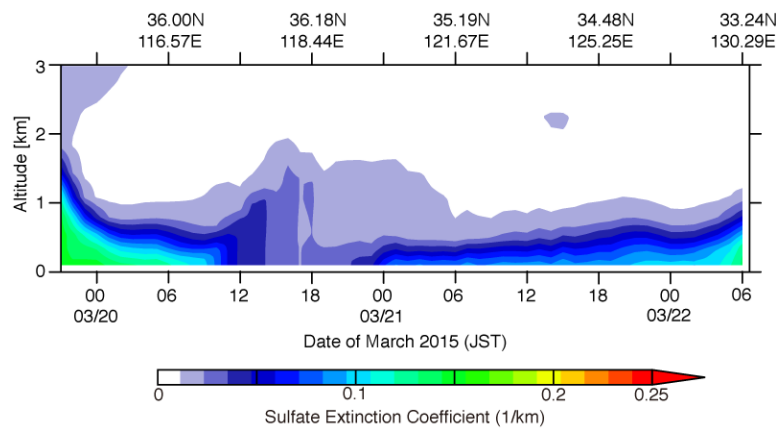 36.00N 36.18N 35.19N 34.48N 33.24N
116.57E 118.44E 121.67E 125.25E 130.29E
3
2
1
0
Altitude [km]
00 06 12 18 00 06 12 18 00 06
03/20 03/21 03/22
Date of March 2015 (JST)
0 0.1 0.2 0.25
Sulfate Extinction Coefficient (1/km)